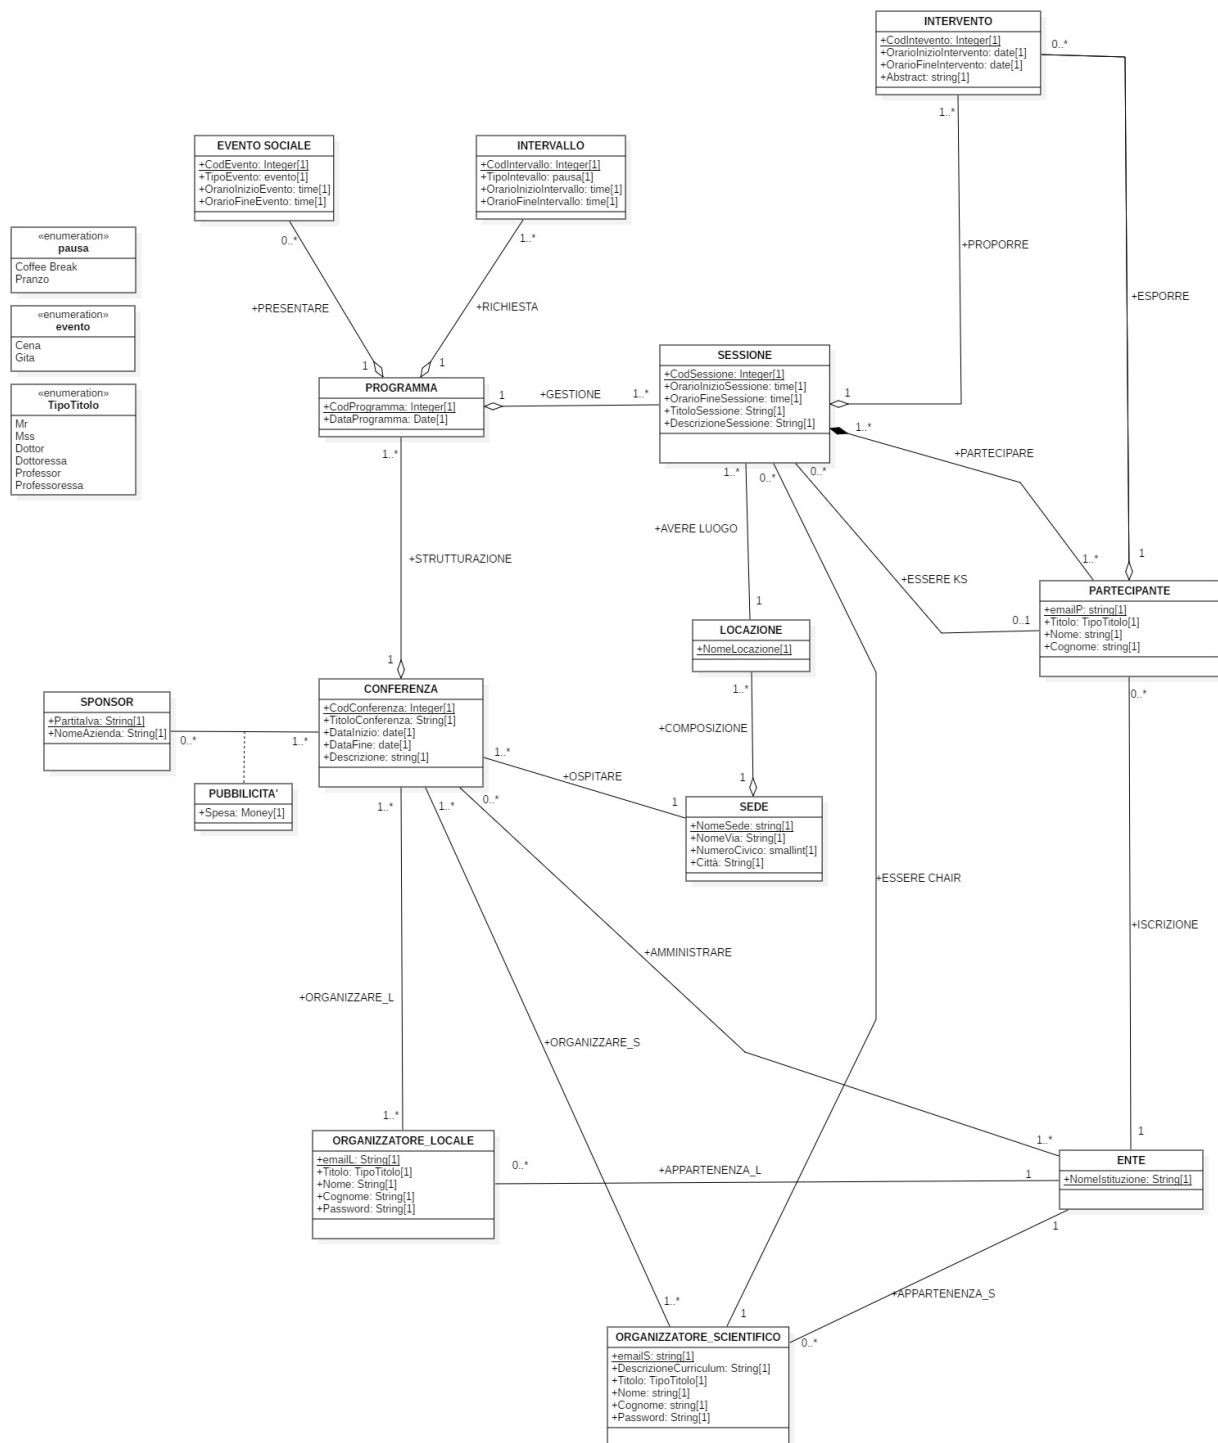 INTERVENTO
+CodIntevento: Integer[1]
+OrarioInizioIntervento: date[1]
+OrarioFineIntervento: date[1]
+Abstract: string[1]
0..*
1..*
EVENTO SOCIALE
+CodEvento: Integer[1]
+TipoEvento: evento[1]
+OrarioInizioEvento: time[1]
+OrarioFineEvento: time[1]
INTERVALLO
+CodIntervallo: Integer[1]
+TipoIntevallo: pausa[1]
+OrarioInizioIntervallo: time[1]
+OrarioFineIntervallo: time[1]
0..*
1..*
«enumeration»
pausa
Coffee Break
Pranzo
+PROPORRE
+PRESENTARE
+RICHIESTA
+ESPORRE
«enumeration»
evento
Cena
Gita
1
1
«enumeration»
TipoTitolo
Mr
Mss
Dottor
Dottoressa
Professor
Professoressa
PROGRAMMA
+CodProgramma: Integer[1]
+DataProgramma: Date[1]
1
+GESTIONE
1..*
SESSIONE
+CodSessione: Integer[1]
+OrarioInizioSessione: time[1]
+OrarioFineSessione: time[1]
+TitoloSessione: String[1]
+DescrizioneSessione: String[1]
1
1..*
+PARTECIPARE
1..*
1..*
0..*
0..*
+AVERE LUOGO
+STRUTTURAZIONE
+ESSERE KS
1..*
1
1
0..1
PARTECIPANTE
+emailP: string[1]
+Titolo: TipoTitolo[1]
+Nome: string[1]
+Cognome: string[1]
0..*
LOCAZIONE
+NomeLocazione[1]
1..*
+COMPOSIZIONE
1
1
CONFERENZA
+CodConferenza: Integer[1]
+TitoloConferenza: String[1]
+DataInizio: date[1]
+DataFine: date[1]
+Descrizione: string[1]
SPONSOR
+PartitaIva: String[1]
+NomeAzienda: String[1]
0..*
1..*
PUBBLICITA'
+Spesa: Money[1]
1..*
+OSPITARE
1
SEDE
+NomeSede: string[1]
+NomeVia: String[1]
+NumeroCivico: smallint[1]
+Città: String[1]
1..*
1..*
0..*
+ESSERE CHAIR
+ISCRIZIONE
+AMMINISTRARE
+ORGANIZZARE_L
+ORGANIZZARE_S
1..*
ORGANIZZATORE_LOCALE
+emailL: String[1]
+Titolo: TipoTitolo[1]
+Nome: String[1]
+Cognome: String[1]
+Password: String[1]
0..*
+APPARTENENZA_L
1
1..*
1
ENTE
+NomeIstituzione: String[1]
1
+APPARTENENZA_S
0..*
1..*
1
ORGANIZZATORE_SCIENTIFICO
+emailS: string[1]
+DescrizioneCurriculum: String[1]
+Titolo: TipoTitolo[1]
+Nome: string[1]
+Cognome: string[1]
+Password: String[1]